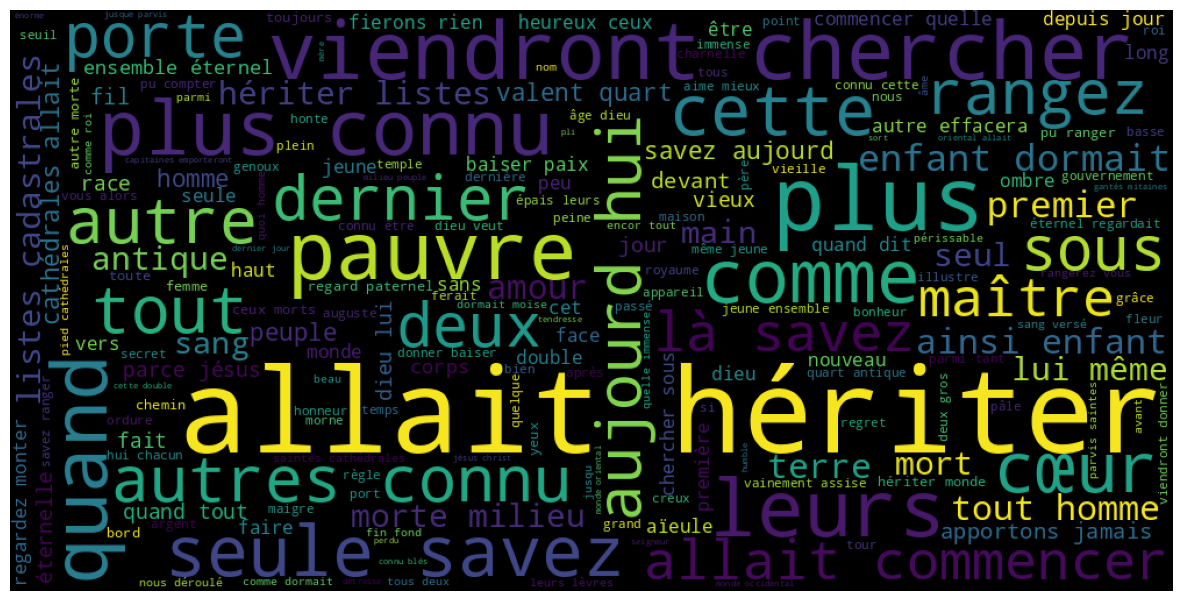 allait hériter
viendront chercher
plus connu
autres connu
seule savez
aujourd hui
allait commencer
là savez
pauvre
plus
quand
tout
comme
leurs
cette
dernier
deux
autre
porte
rangez
sous
cœur
maître
premier
enfant dormait
ainsi enfant
lui même
tout homme
mort
terre
antique
sang
hériter listes
valent quart
listes cadastrales
cathédrales allait
regardez monter
éternelle
savez ranger
savez aujourd
fierons rien
heureux ceux
être
immense
charnelle
point
commencer quelle
depuis jour
roi
long
énorme
jusque parvis
toujours
seuil
ensemble éternel
mère
nom
tous
pu compter
fil
parmi
aime mieux
connu cette
nous
âme
âge dieu
autre effacera
pu ranger
basse
autre morte
comme roi
honte
pli
plein
sort
oriental allait
capitaines emporteront
genoux
jeune
temple
baiser paix
vieille
race
homme
dernière
milieu peuple
devant
père
ombre
gouvernement
gantés mitaines
vous alors
seule
peu
épais leurs
vieux
quoi homme
connu être
dieu veut
peine
encor tout
maison
main
quand dit
périssable
éternel regardait
dernier jour
jour
même jeune
seul
haut
regard paternel
sans
amour
royaume
illustre
rangerez vous
toute
ferait
appareil
pied cathédrales
femme
dormait moïse
cet
passé
jeune ensemble
bonheur
grâce
ceux morts
auguste
tendresse
vers
peuple
dieu lui
face
quelle immense
sang versé
fleur
secret
monde
donner baiser
double
parce jésus
corps
bien
après
dieu
nouveau
parmi tant
cette double
beau
quelque
chercher sous
quart antique
deux gros
chemin
honneur
temps
morne
si
pâle
regret
avant
ordure
première
parvis saintes
fait
yeux
hui chacun
saintes cathédrales
jésus christ
humble
viendront donner
règle
jusqu
monde oriental
vainement assise
hériter monde
quand tout
port
maigre
creux
argent
morte milieu
aïeule
apportons jamais
bord
faire
fin fond
grand
perdu
connu blés
seigneur
tour
nous déroulé
comme dormait
détresse
tous deux
leurs lèvres
monde occidental